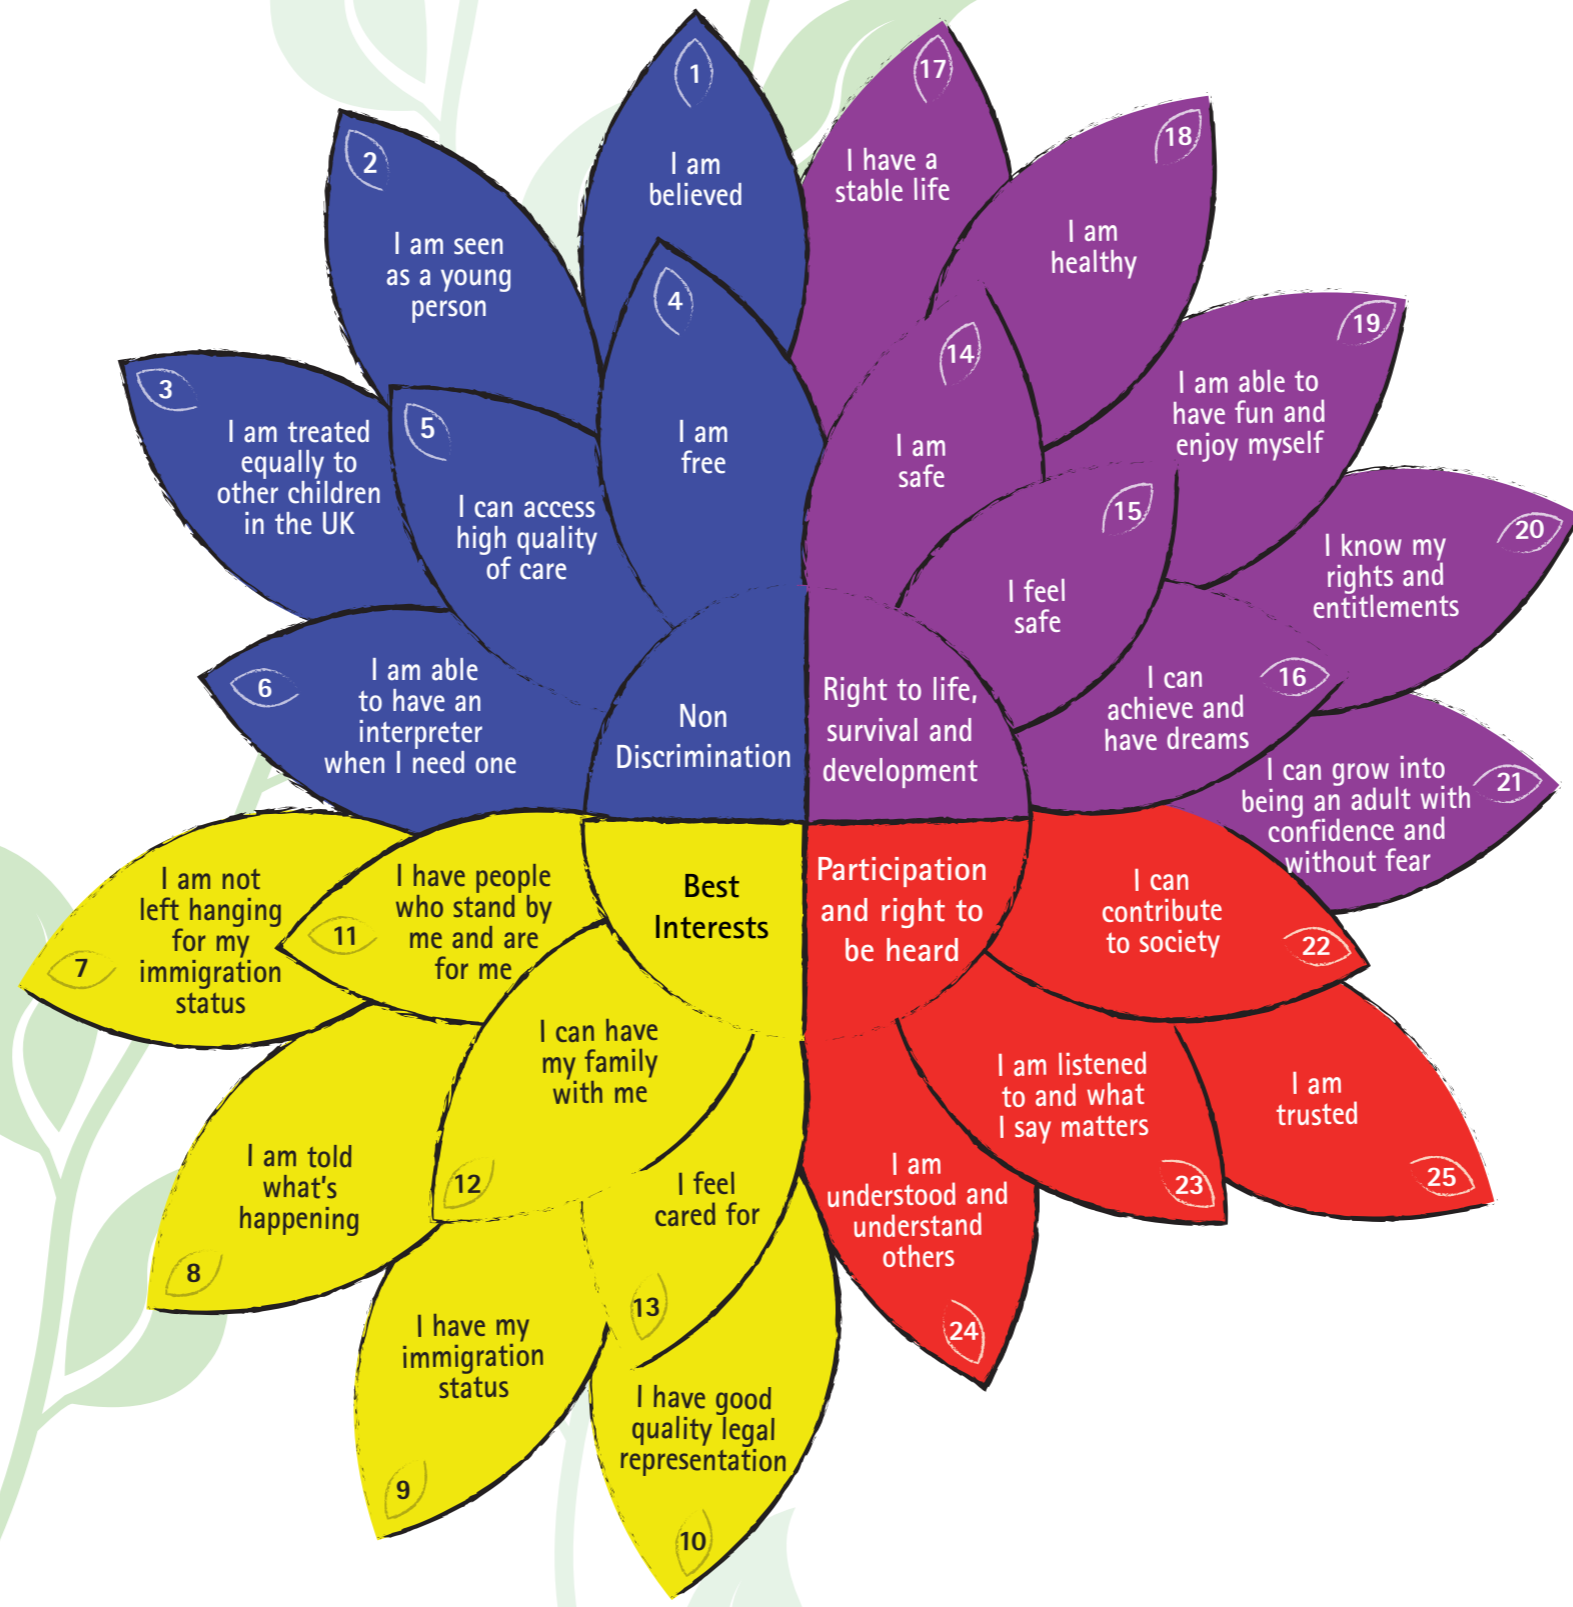 1
I am
believed
2
I am seen
as a young
person
3
I am treated
equally to
other children
in the UK
4
I am
free
5
I can access
high quality
of care
6
I am able
to have an
interpreter
when I need one
Non
Discrimination
17
I have a
stable life
18
I am
healthy
19
I am able to
have fun and
enjoy myself
14
I am
safe
15
I feel
safe
20
I know my
rights and
entitlements
16
I can
achieve and
have dreams
21
I can grow into
being an adult with
confidence and
without fear
Right to life,
survival and
development
7
I am not
left hanging
for my
immigration
status
11
I have people
who stand by
me and are
for me
Best
Interests
12
I can have
my family
with me
8
I am told
what's
happening
13
I feel
cared for
9
I have my
immigration
status
10
I have good
quality legal
representation
Participation
and right to
be heard
22
I can
contribute
to society
23
I am listened
to and what
I say matters
25
I am
trusted
24
I am
understood and
understand
others